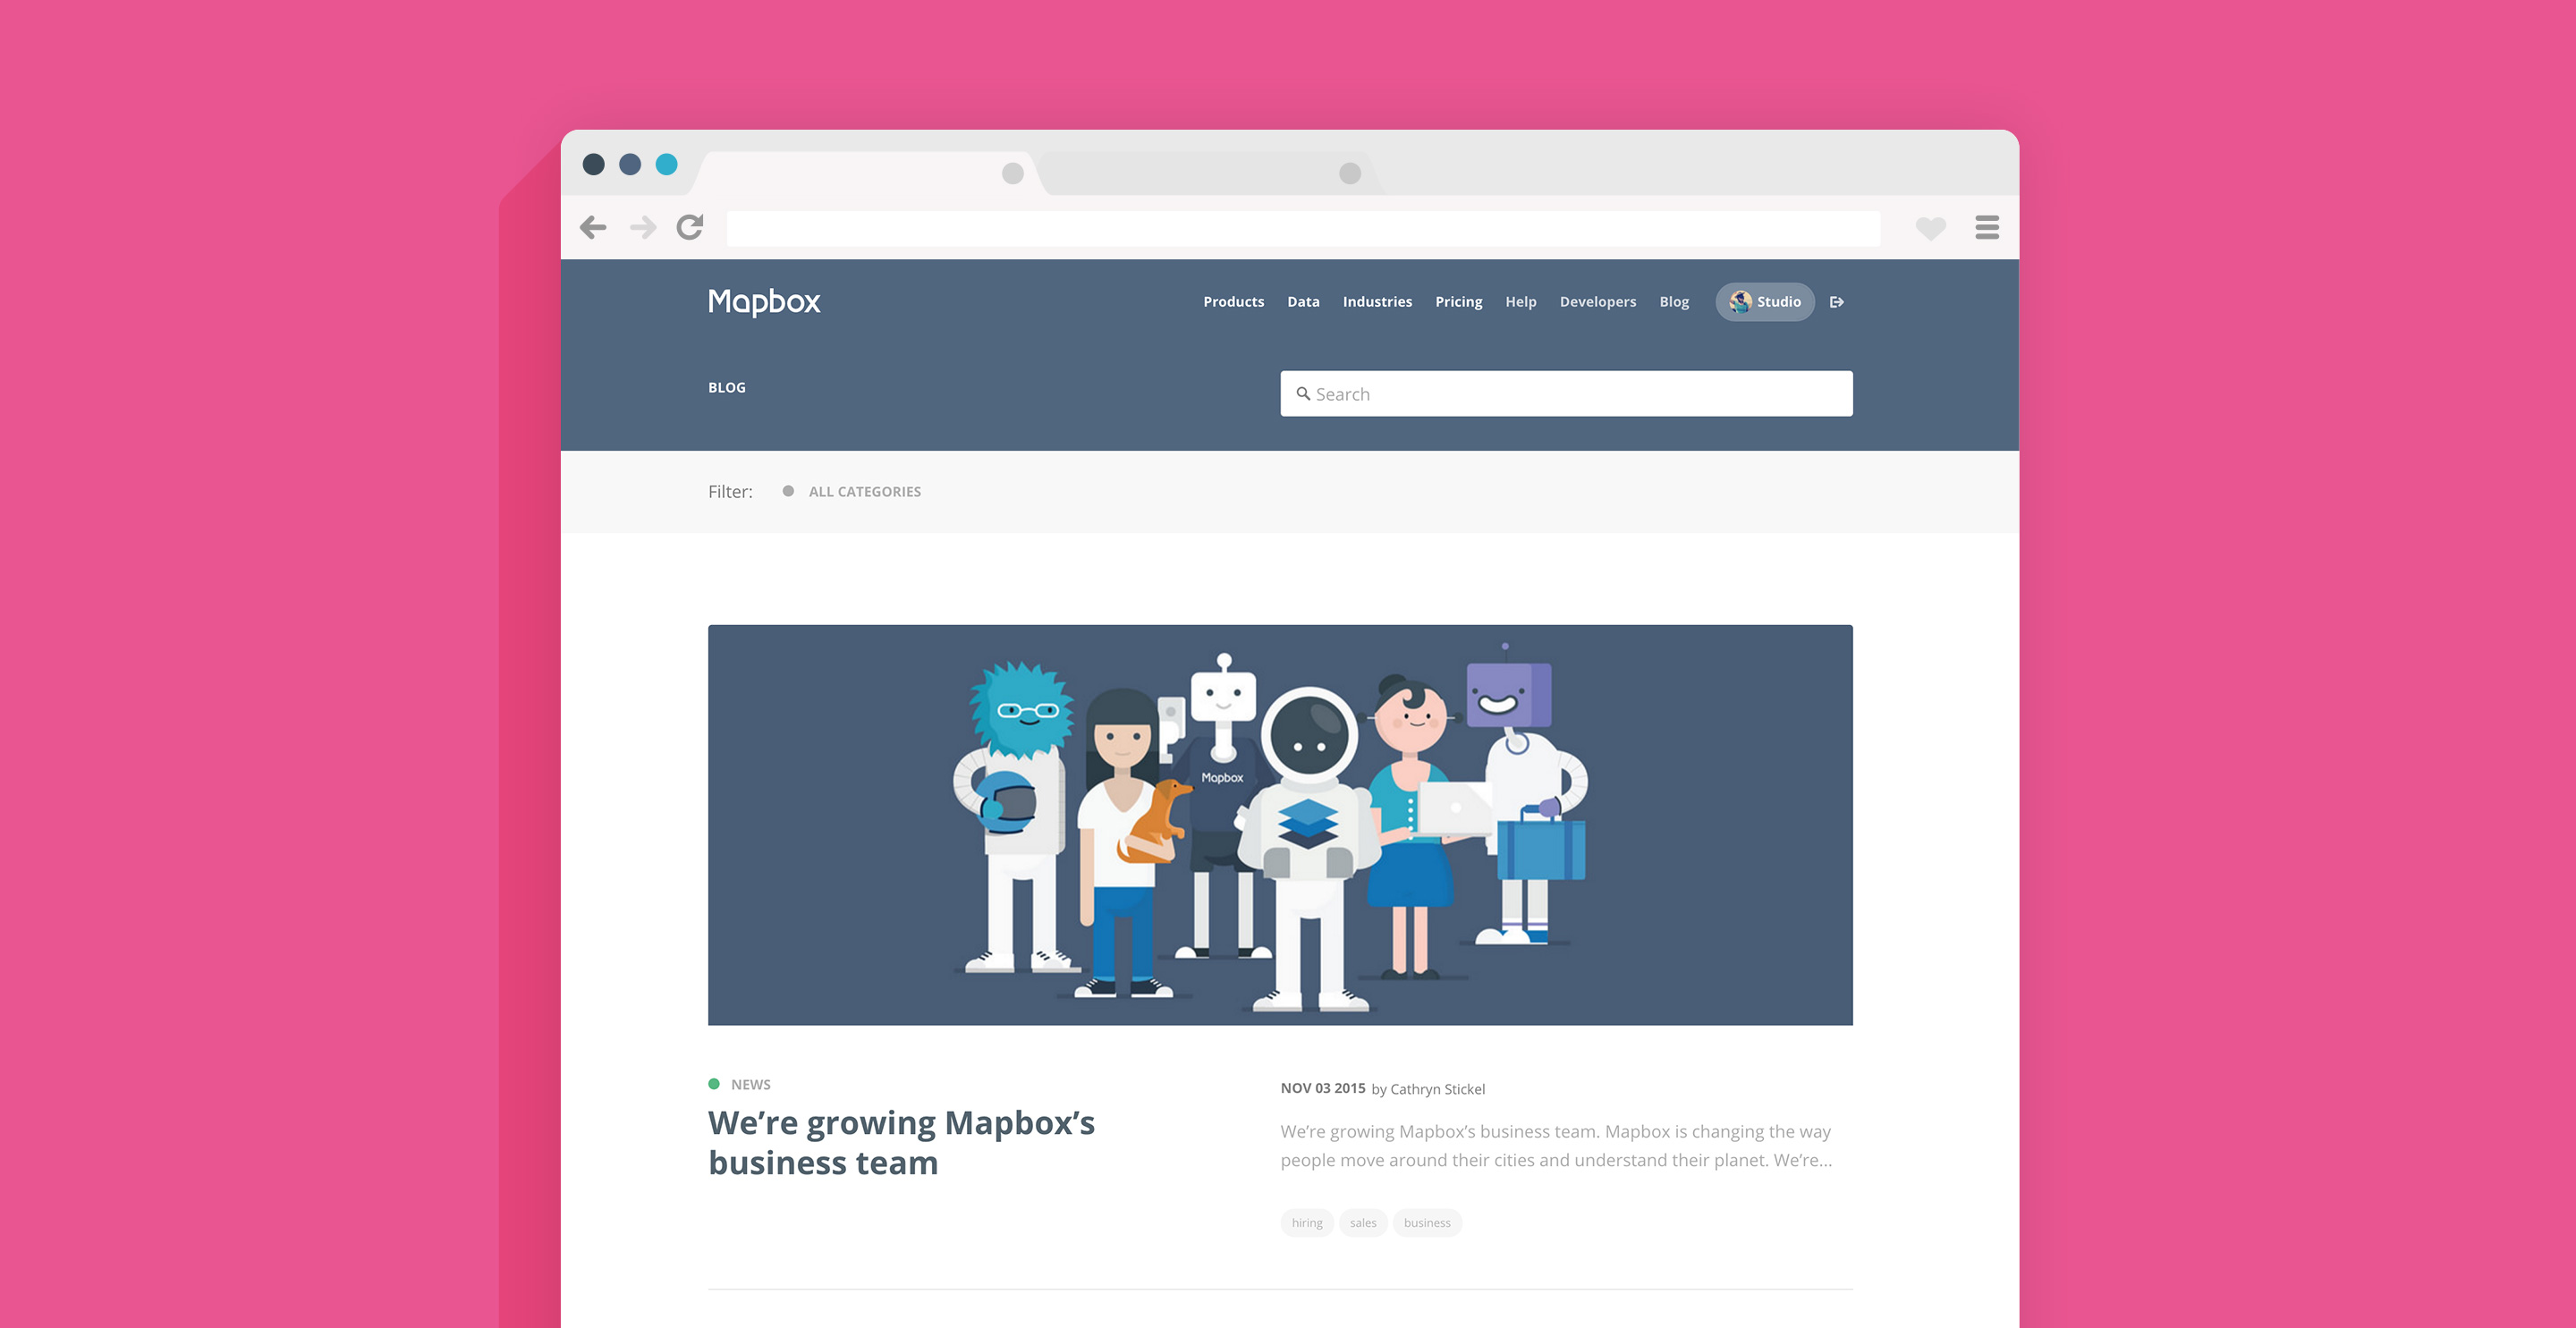 Mapbox
Products Data Industries Pricing Help Developers Blog Studio
BLOG
Search
Filter: ALL CATEGORIES
Mapbox
NEWS
We’re growing Mapbox’s
business team
NOV 03 2015 by Cathryn Stickel
We’re growing Mapbox’s business team. Mapbox is changing the way
people move around their cities and understand their planet. We’re...
hiring sales business